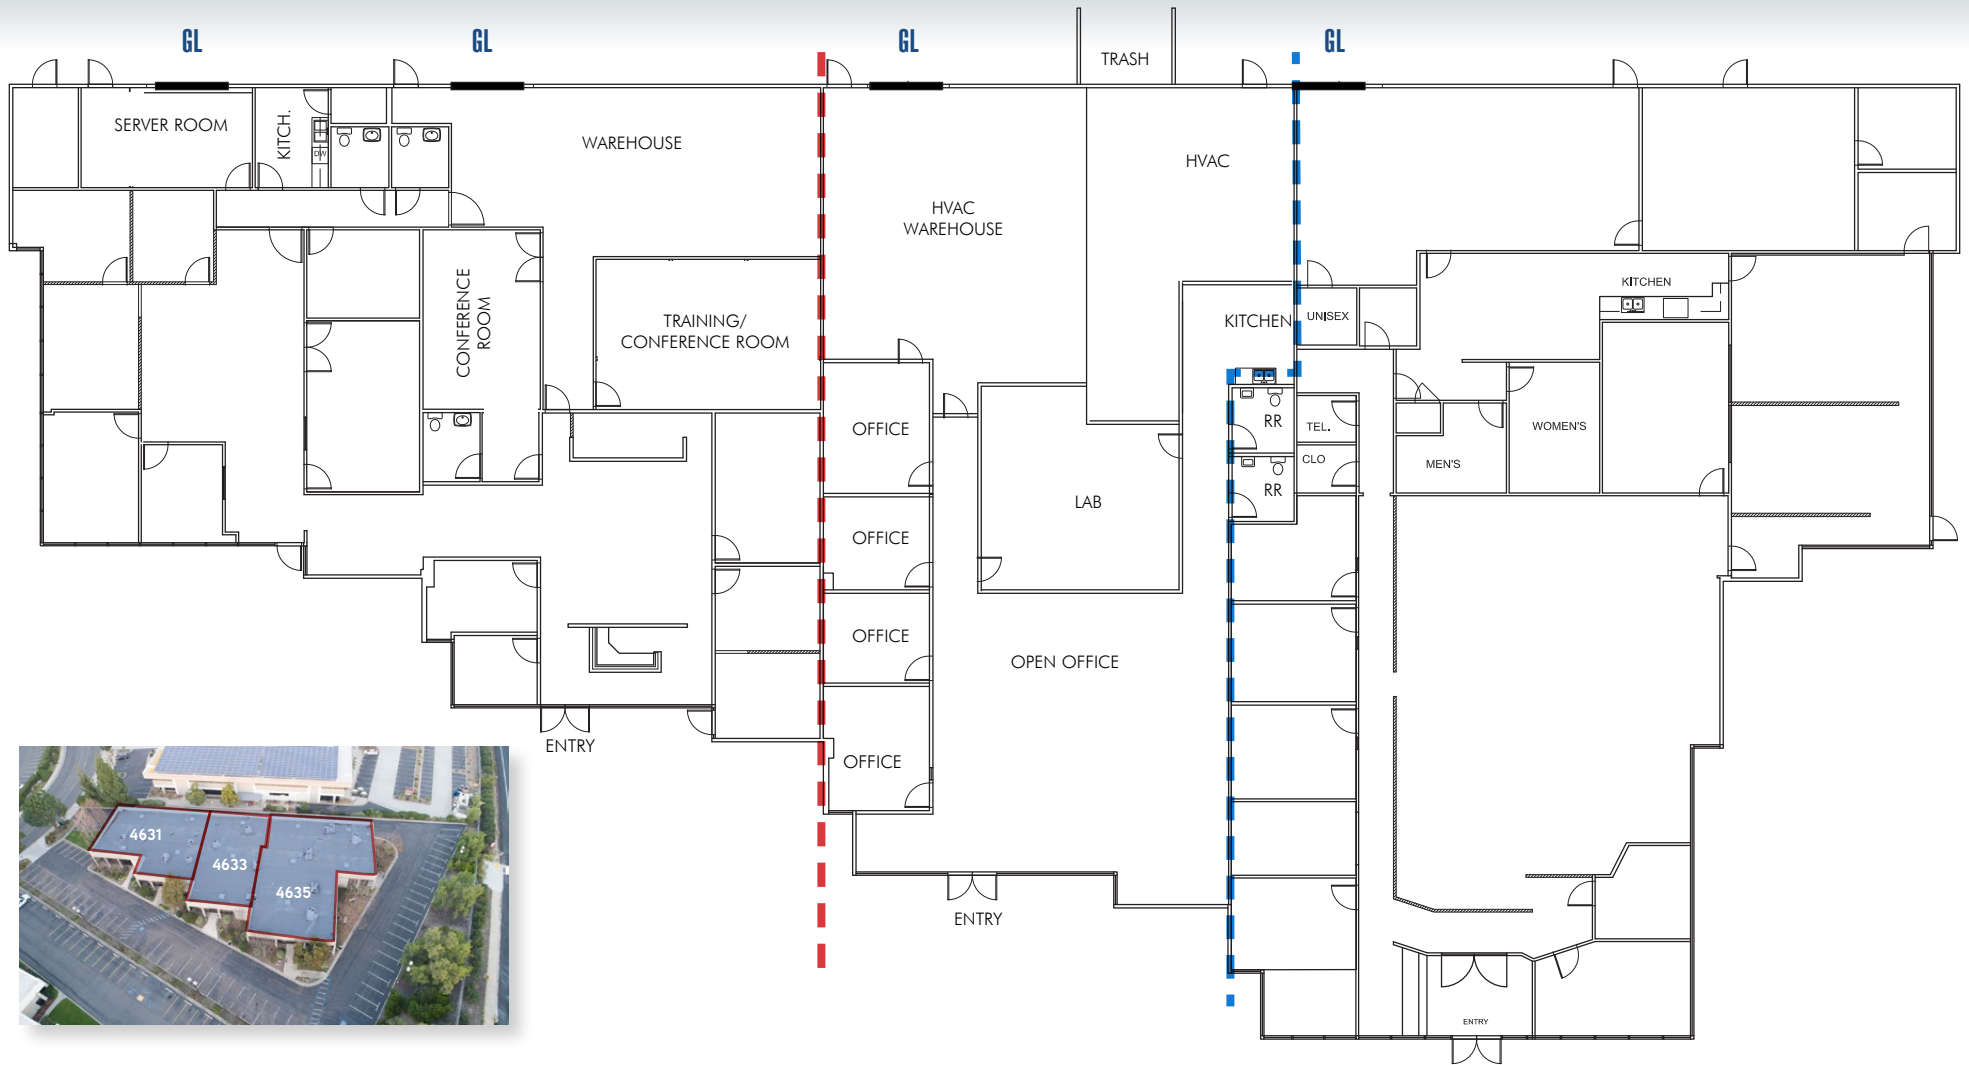 GL
GL
GL
GL
TRASH
SERVER ROOM
KITCH.
DW
WAREHOUSE
HVAC
WAREHOUSE
HVAC
CONFERENCE
ROOM
TRAINING/
CONFERENCE ROOM
KITCHEN
UNISEX
KITCHEN
OFFICE
RR
TEL.
WOMEN'S
CLO
MEN'S
RR
LAB
OFFICE
OFFICE
OPEN OFFICE
OFFICE
ENTRY
ENTRY
ENTRY
4631
4633
4635